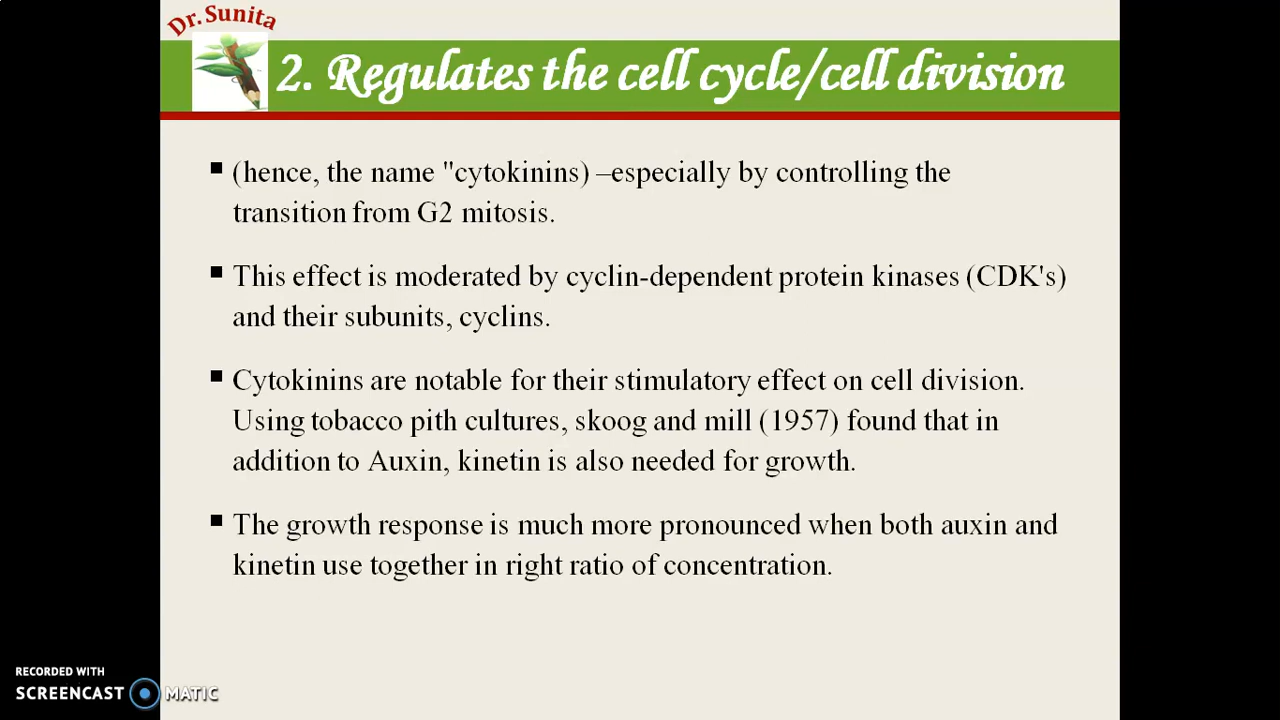 Dr. Sunita
2. Regulates the cell cycle/cell division
▪ (hence, the name "cytokinins) –especially by controlling the
transition from G2 mitosis.
▪ This effect is moderated by cyclin-dependent protein kinases (CDK's)
and their subunits, cyclins.
▪ Cytokinins are notable for their stimulatory effect on cell division.
Using tobacco pith cultures, skoog and mill (1957) found that in
addition to Auxin, kinetin is also needed for growth.
▪ The growth response is much more pronounced when both auxin and
kinetin use together in right ratio of concentration.
RECORDED WITH
SCREENCAST MATIC